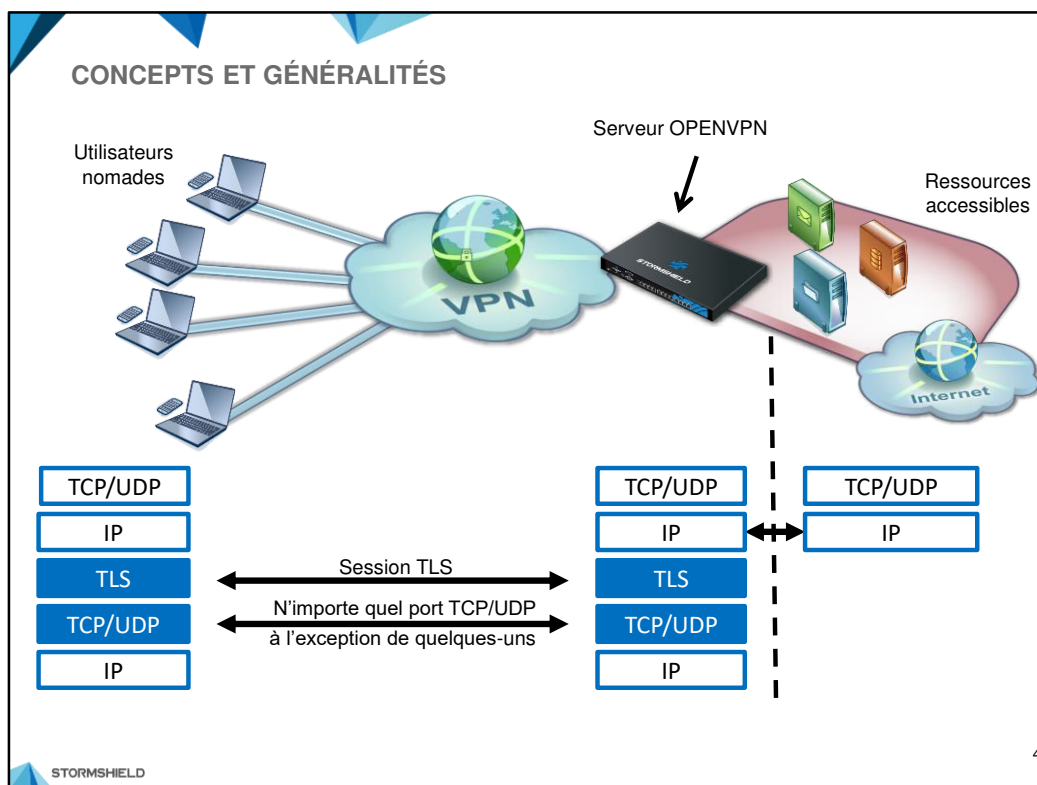 CONCEPTS ET GÉNÉRALITÉS
Serveur OPENVPN
Utilisateurs
nomades
Ressources
accessibles
STORMSHIELD
VPN
Internet
TCP/UDP
TCP/UDP
TCP/UDP
IP
IP
IP
TLS
Session TLS
TLS
TCP/UDP
N'importe quel port TCP/UDP
à l'exception de quelques-uns
TCP/UDP
IP
IP
4
STORMSHIELD